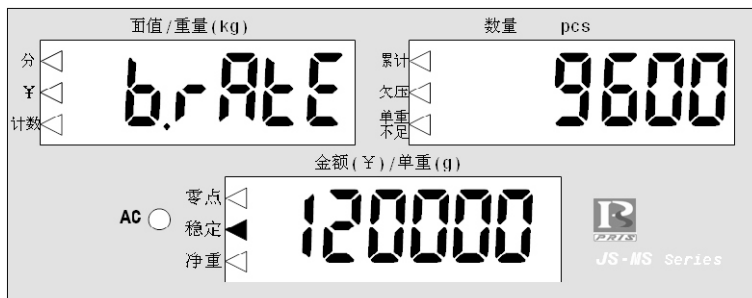 面值/重量(kg)
数量 pcs
分
¥
计数
b.rAtE
累计
欠压
单重
不足
9600
金额(¥)/单重(g)
AC
零点
稳定
净重
120000
PRIS
JS-MS Series